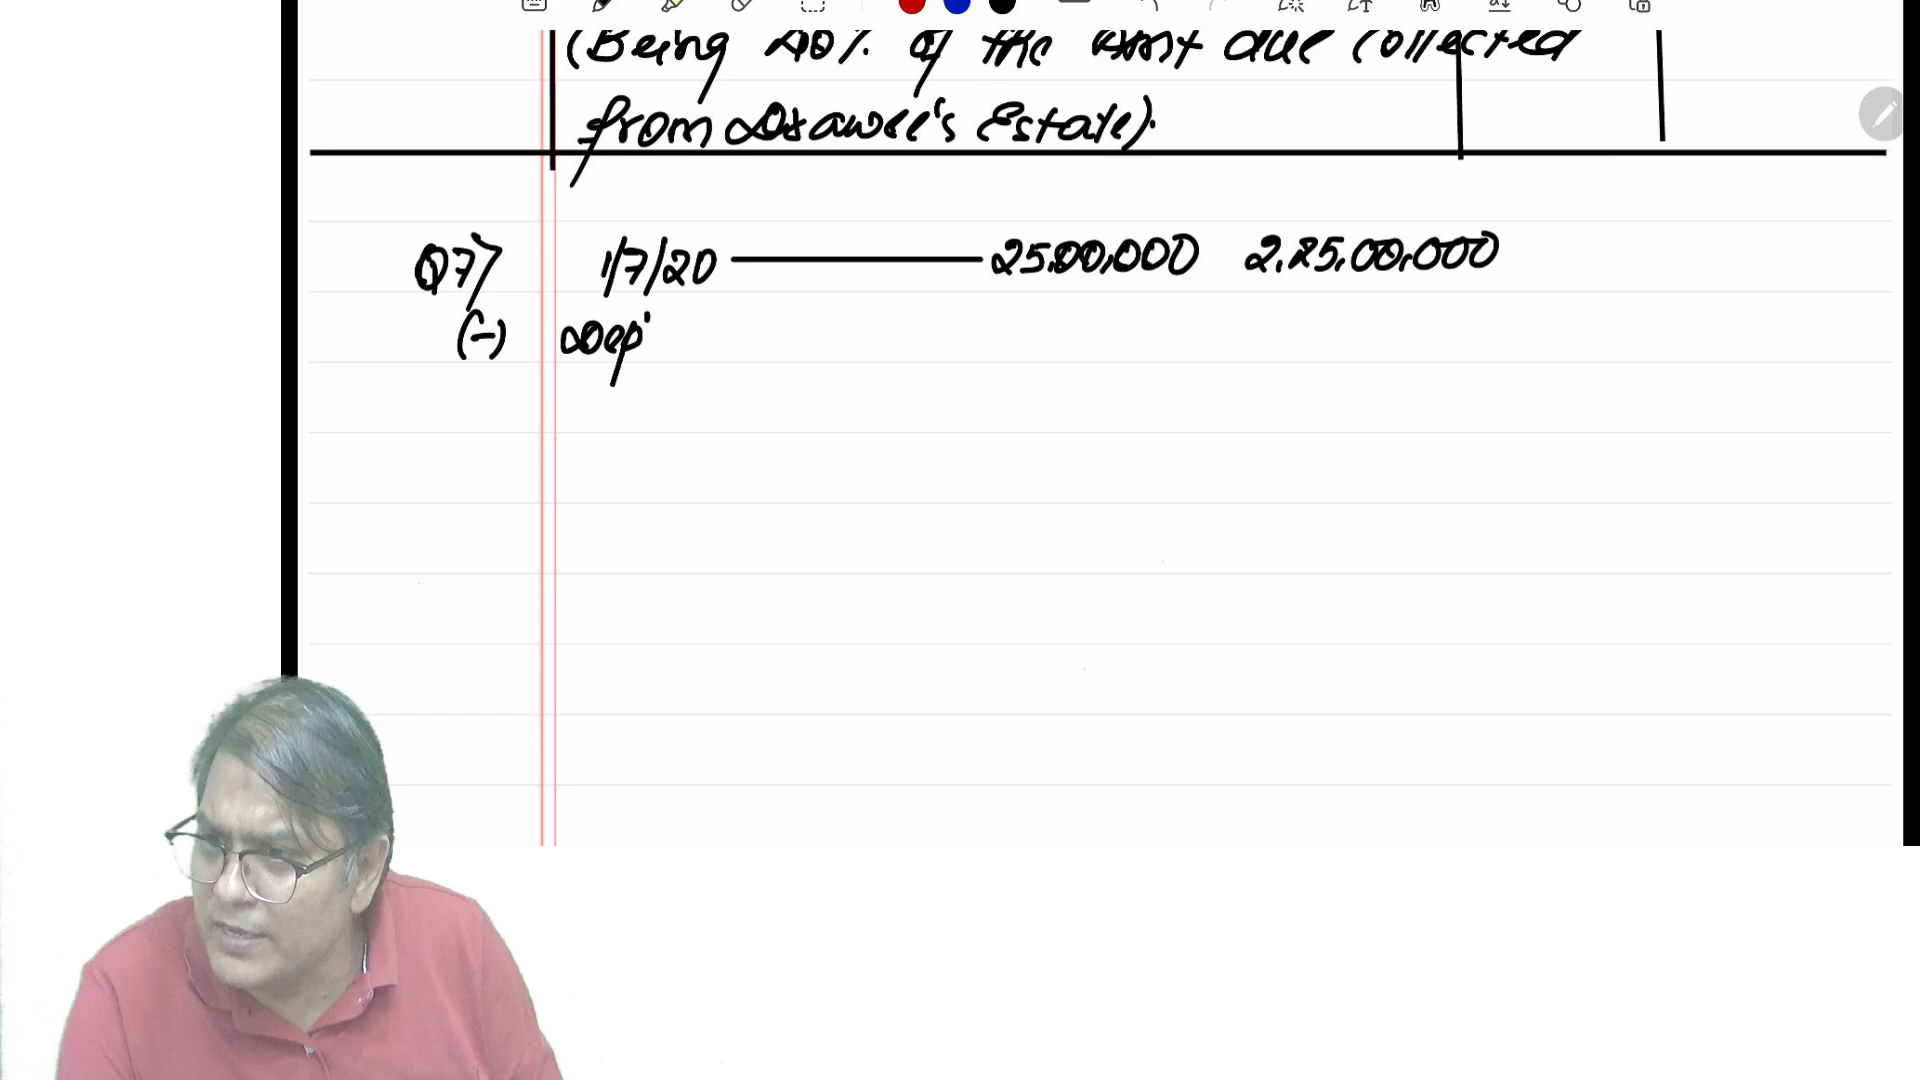 (Being 40% of the Amt due collected
from Drawee's Estate).
Q7) 1/7/20 25,00,000 2,25,00,000
(-) Dep'